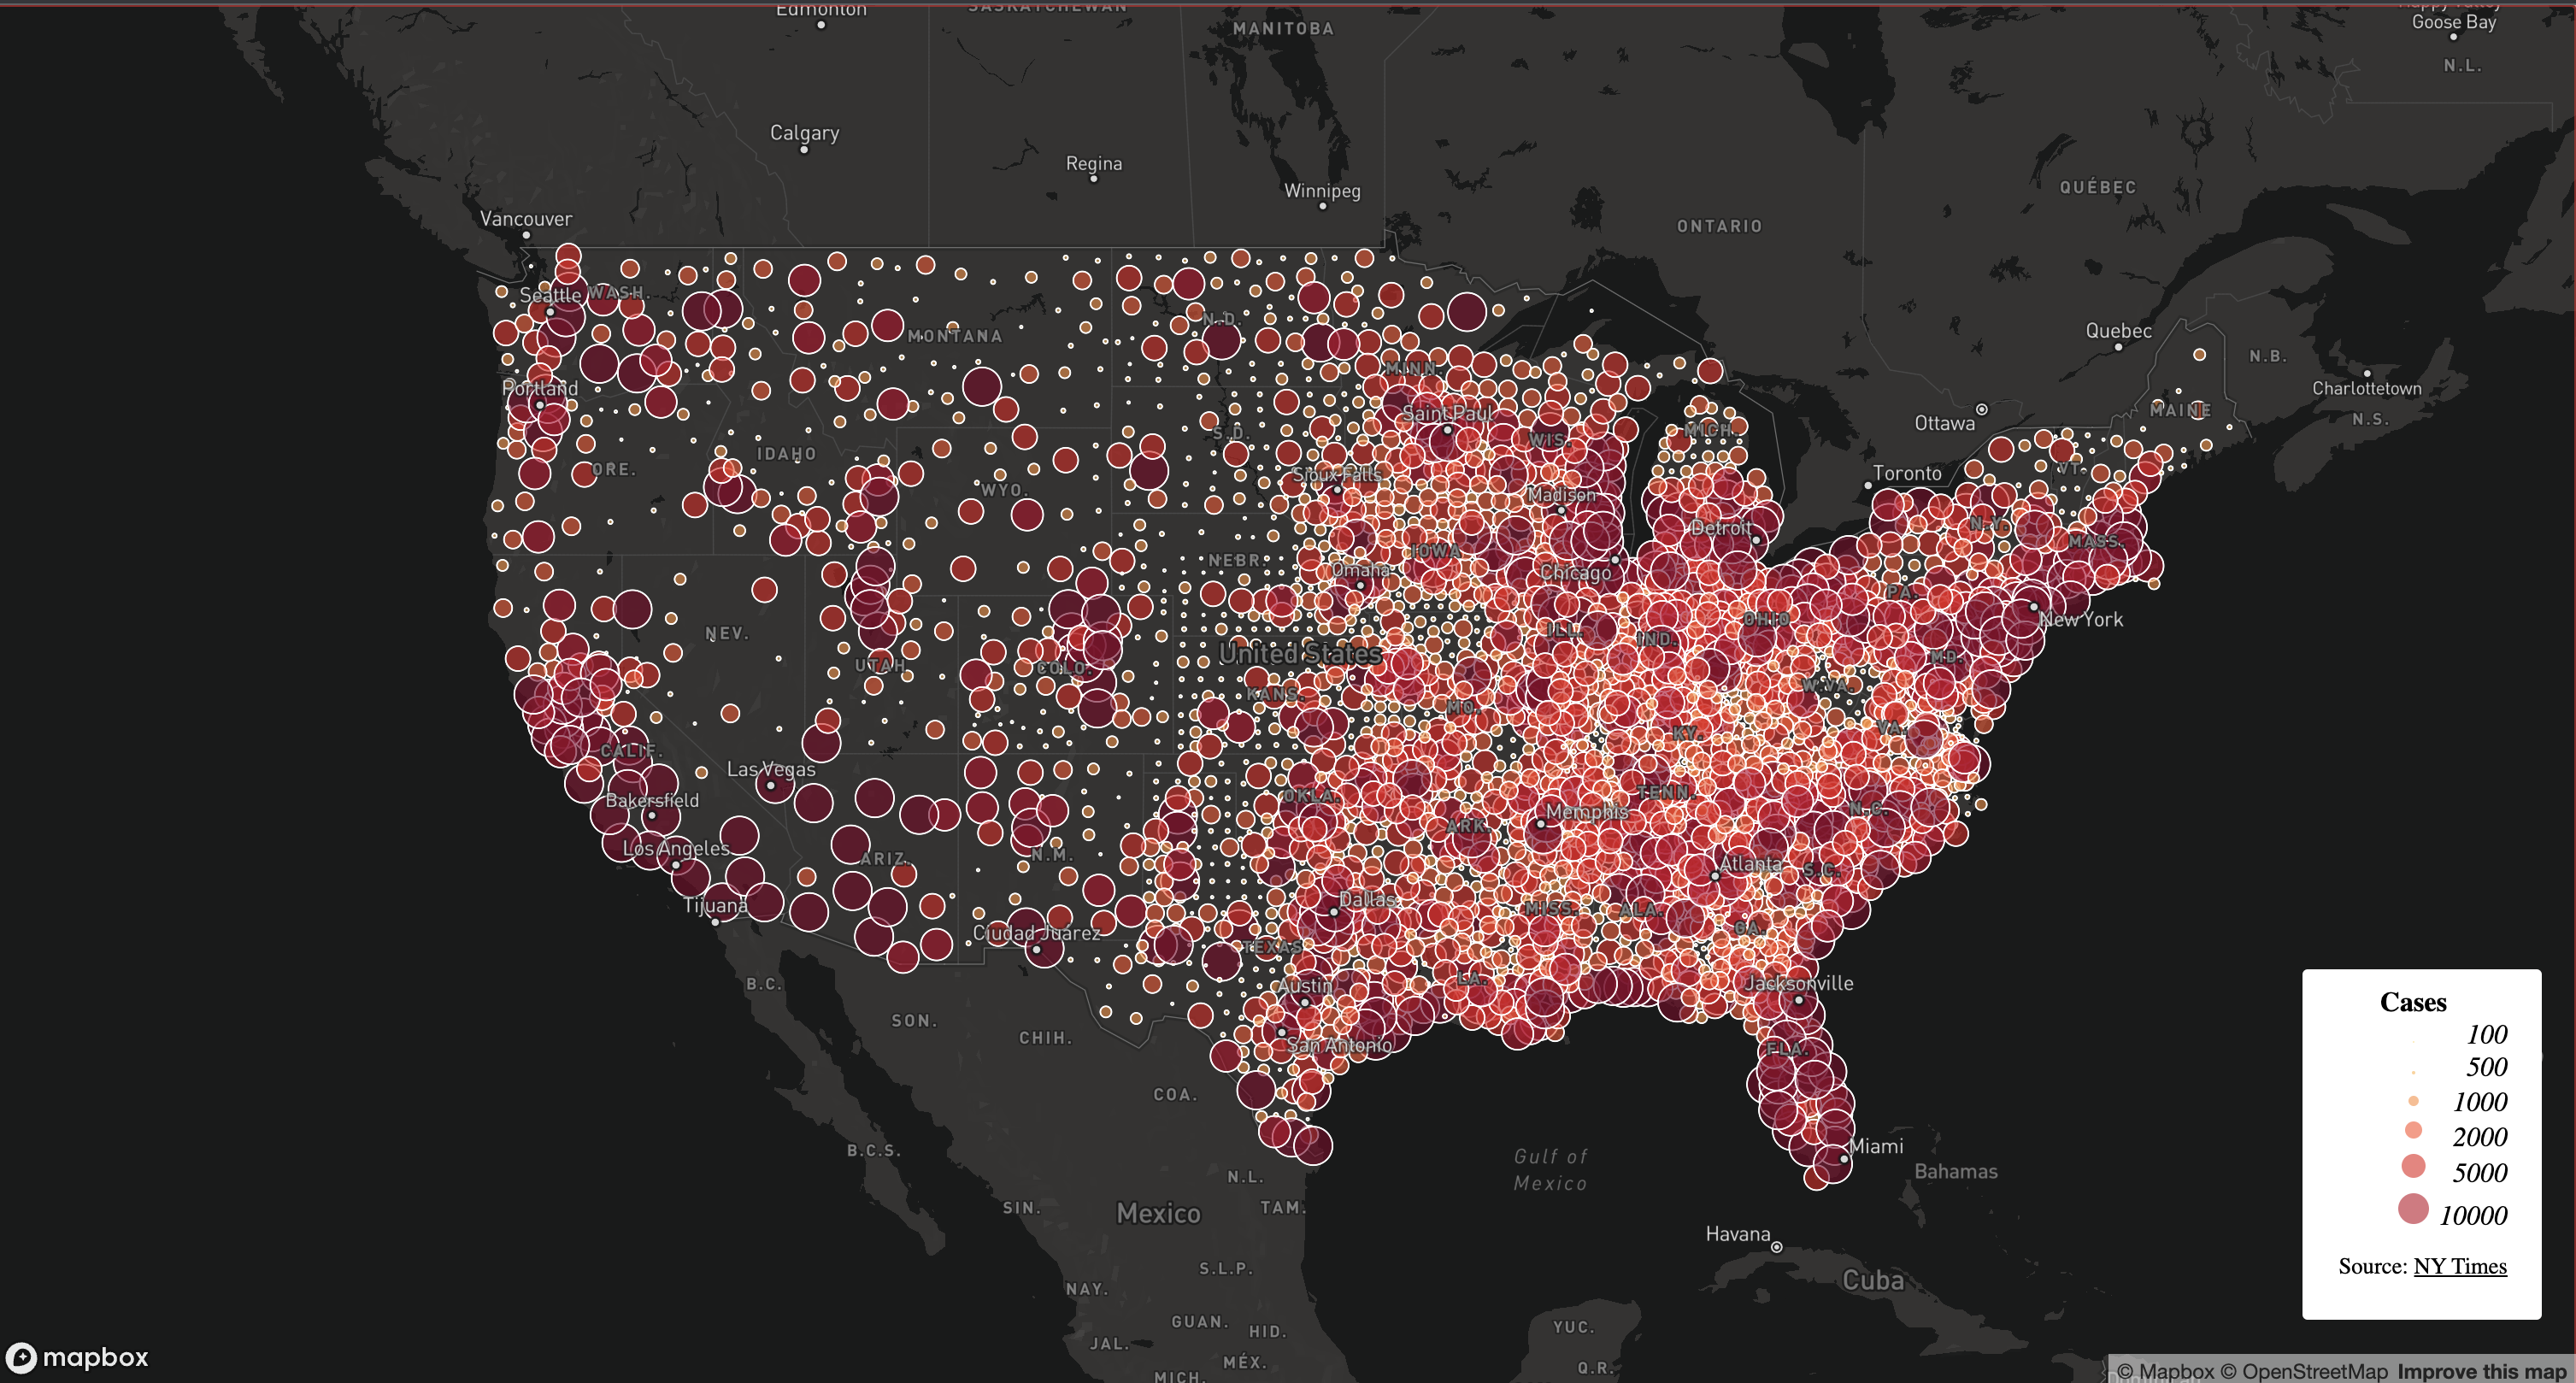 Edmonton
SASKATCHEWAN
MANITOBA
Happy Valley
Goose Bay
N.L.
Calgary
Regina
Winnipeg
QUÉBEC
ONTARIO
Vancouver
Seattle
WASH.
MONTANA
N.D.
MINN.
Quebec
N.B.
Charlottetown
N.S.
MAINE
Ottawa
Portland
ORE.
IDAHO
WYO.
S.D.
Saint Paul
WIS.
MICH.
Sioux Falls
Madison
Toronto
VT.
N.Y.
MASS.
Detroit
IOWA
NEBR.
Omaha
Chicago
PA.
New York
OHIO
ILL.
IND.
MD.
NEV.
UTAH
COLO.
United States
KANS.
MO.
W.VA.
VA.
KY.
CALIF.
Las Vegas
Bakersfield
Los Angeles
Tijuana
ARIZ.
N.M.
OKLA.
ARK.
Memphis
TENN.
N.C.
S.C.
Atlanta
Dallas
MISS.
ALA.
GA.
Ciudad Juárez
TEXAS
LA.
Jacksonville
Austin
San Antonio
FLA.
B.C.
SON.
CHIH.
COA.
B.C.S.
N.L.
SIN.
Mexico
TAM.
Gulf of
Mexico
Miami
Bahamas
Havana
Cuba
S.L.P.
NAY.
GUAN.
HID.
JAL.
MÉX.
MICH.
YUC.
Q.R.
Cases
100
500
1000
2000
5000
10000
Source: NY Times
mapbox
© Mapbox © OpenStreetMap Improve this map